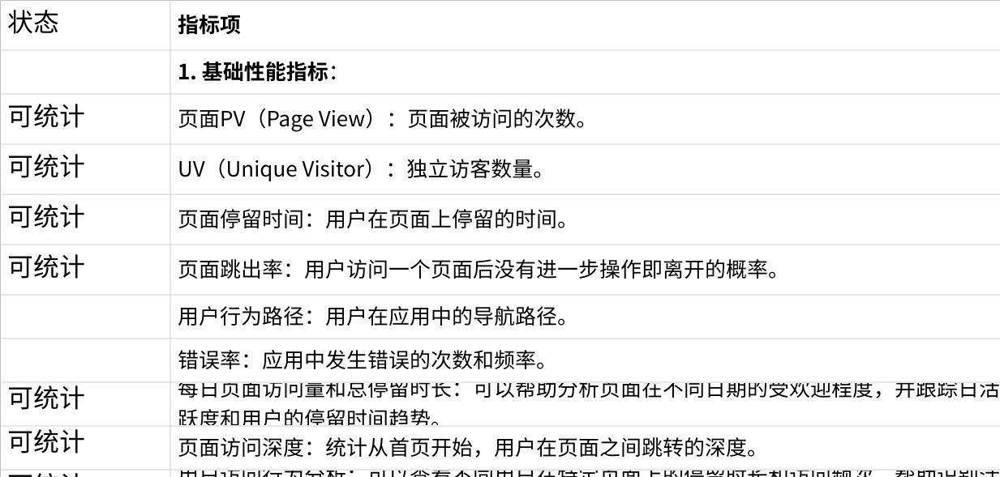 状态 指标项
1. 基础性能指标：
可统计 页面PV（Page View）：页面被访问的次数。
可统计 UV（Unique Visitor）：独立访客数量。
可统计 页面停留时间：用户在页面上停留的时间。
可统计 页面跳出率：用户访问一个页面后没有进一步操作即离开的概率。
用户行为路径：用户在应用中的导航路径。
错误率：应用中发生错误的次数和频率。
可统计 每日页面访问量和总停留时长：可以帮助分析页面在不同日期的受欢迎程度，并跟踪日活
跃度和用户的停留时间趋势。
可统计 页面访问深度：统计从首页开始，用户在页面之间跳转的深度。